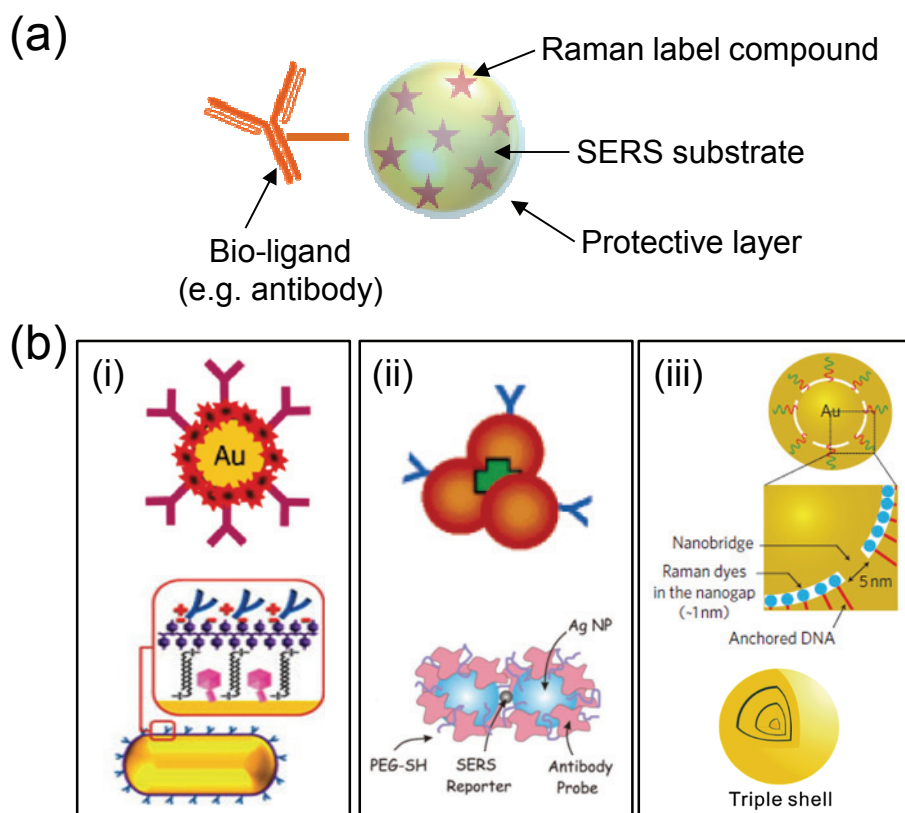 (a)
Raman label compound
SERS substrate
Protective layer
Bio-ligand
(e.g. antibody)
(b)
(i)
Au
(ii)
Ag NP
PEG-SH
SERS
Reporter
Antibody
Probe
(iii)
Au
Nanobridge
Raman dyes
in the nanogap
(~1nm)
5 nm
Anchored DNA
Triple shell